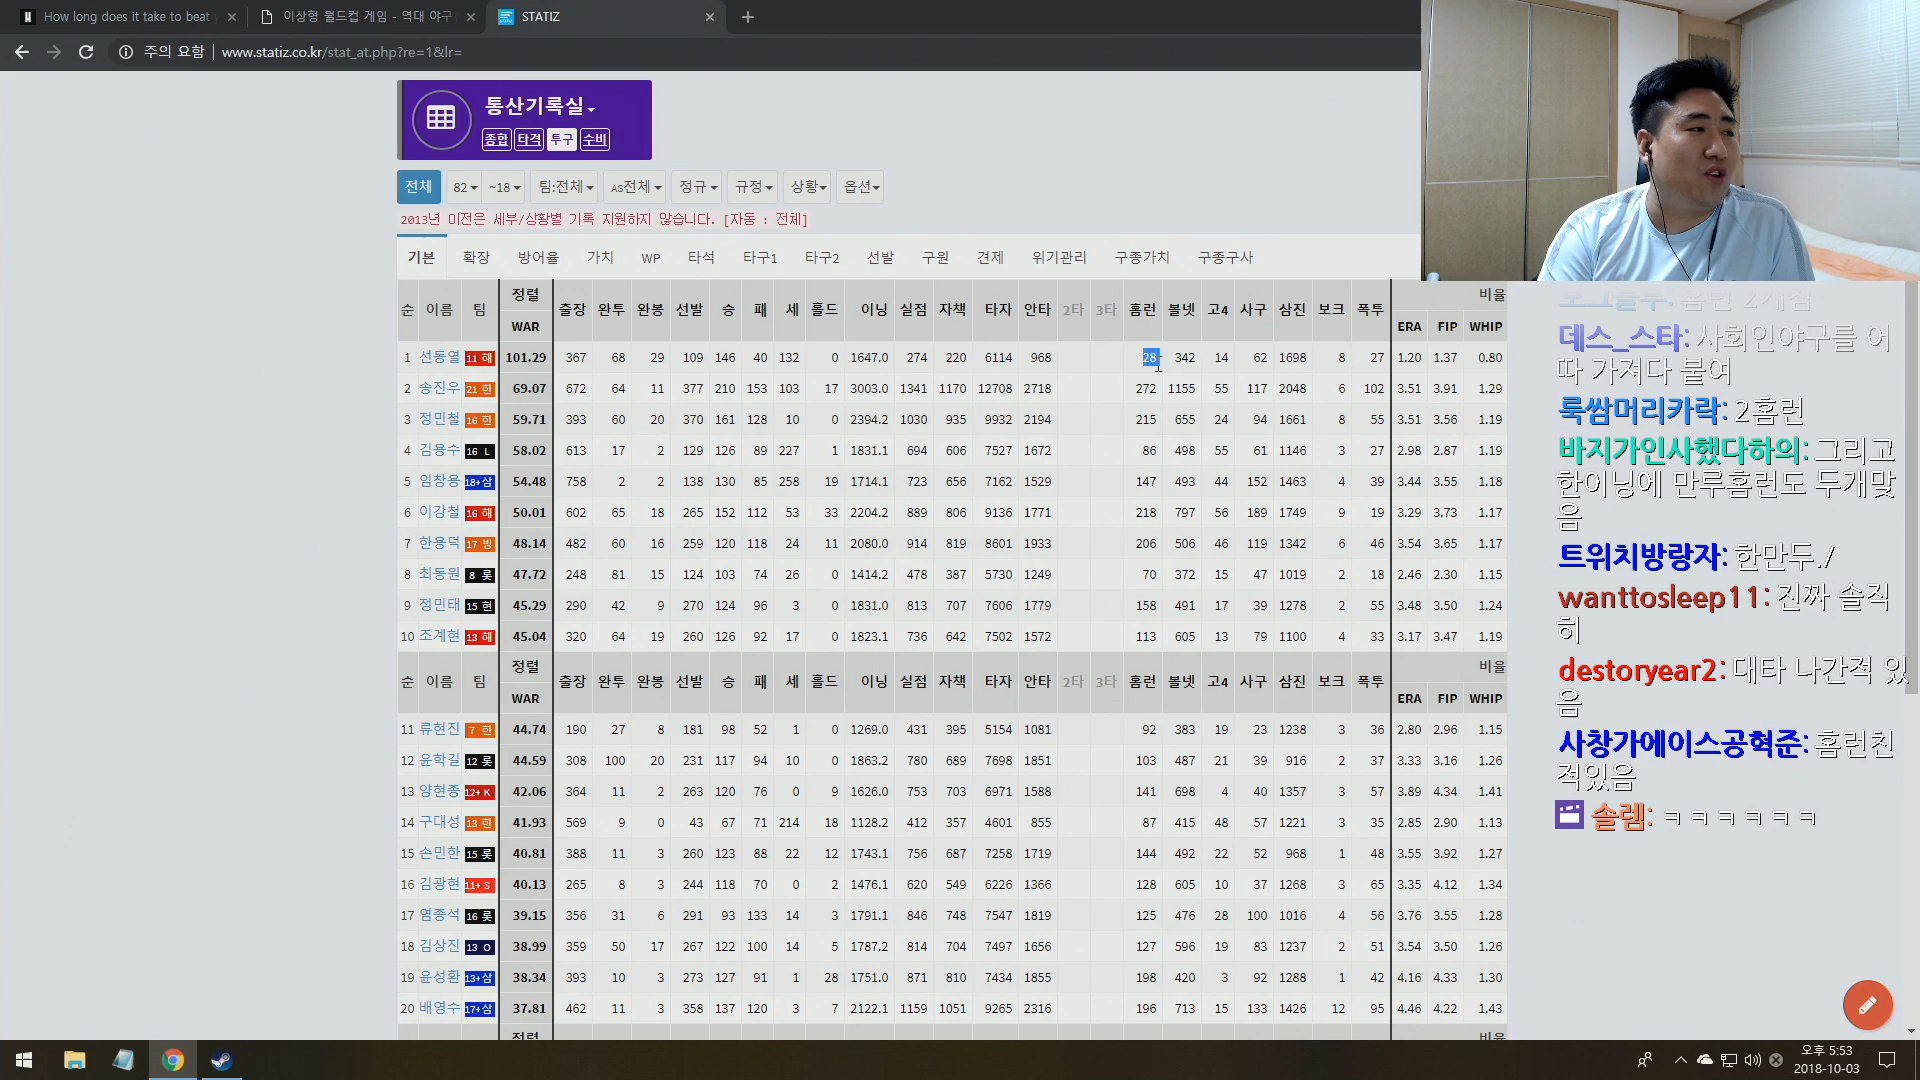 How long does it take to beat
이상형 월드컵 게임 - 역대 야구
STATIZ
주의 요함 | www.statiz.co.kr/stat_at.php?re=1&lr=
통산기록실
종합 타격 투구 수비
전체 82 ~18 팀:전체 AS전체 정규 규정 상황 옵션
2013년 이전은 세부/상황별 기록 지원하지 않습니다. [자동 : 전체]
기본 확장 방어율 가치 WP 타석 타구1 타구2 선발 구원 견제 위기관리 구종가치 구종구사
순 이름 팀 정렬 출장 완투 완봉 선발 승 패 세 홀드 이닝 실점 자책 타자 안타 2타 3타 홈런 볼넷 고4 사구 삼진 보크 폭투 비율
WAR ERA FIP WHIP
1 선동열 11 해 101.29 367 68 29 109 146 40 132 0 1647.0 274 220 6114 968 28 342 14 62 1698 8 27 1.20 1.37 0.80
2 송진우 21 한 69.07 672 64 11 377 210 153 103 17 3003.0 1341 1170 12708 2718 272 1155 55 117 2048 6 102 3.51 3.91 1.29
3 정민철 16 한 59.71 393 60 20 370 161 128 10 0 2394.2 1030 935 9932 2194 215 655 24 94 1661 8 55 3.51 3.56 1.19
4 김용수 16 L 58.02 613 17 2 129 126 89 227 1 1831.1 694 606 7527 1672 86 498 55 61 1146 3 27 2.98 2.87 1.19
5 임창용 18+삼 54.48 758 2 2 138 130 85 258 19 1714.1 723 656 7162 1529 147 493 44 152 1463 4 39 3.44 3.55 1.18
6 이강철 16 해 50.01 602 65 18 265 152 112 53 33 2204.2 889 806 9136 1771 218 797 56 189 1749 9 19 3.29 3.73 1.17
7 한용덕 17 빙 48.14 482 60 16 259 120 118 24 11 2080.0 914 819 8601 1933 206 506 46 119 1342 6 46 3.54 3.65 1.17
8 최동원 8 롯 47.72 248 81 15 124 103 74 26 0 1414.2 478 387 5730 1249 70 372 15 47 1019 2 18 2.46 2.30 1.15
9 정민태 15 현 45.29 290 42 9 270 124 96 3 0 1831.0 813 707 7606 1779 158 491 17 39 1278 2 55 3.48 3.50 1.24
10 조계현 13 해 45.04 320 64 19 260 126 92 17 0 1823.1 736 642 7502 1572 113 605 13 79 1100 4 33 3.17 3.47 1.19
순 이름 팀 정렬 출장 완투 완봉 선발 승 패 세 홀드 이닝 실점 자책 타자 안타 2타 3타 홈런 볼넷 고4 사구 삼진 보크 폭투 비율
WAR ERA FIP WHIP
11 류현진 7 한 44.74 190 27 8 181 98 52 1 0 1269.0 431 395 5154 1081 92 383 19 23 1238 3 36 2.80 2.96 1.15
12 윤학길 12 롯 44.59 308 100 20 231 117 94 10 0 1863.2 780 689 7698 1851 103 487 21 39 916 2 37 3.33 3.16 1.26
13 양현종 12+ K 42.06 364 11 2 263 120 76 0 9 1626.0 753 703 6971 1588 141 698 4 40 1357 3 57 3.89 4.34 1.41
14 구대성 13 한 41.93 569 9 0 43 67 71 214 18 1128.2 412 357 4601 855 87 415 48 57 1221 3 35 2.85 2.90 1.13
15 손민한 15 롯 40.81 388 11 3 260 123 88 22 12 1743.1 756 687 7258 1719 144 492 22 52 968 1 48 3.55 3.92 1.27
16 김광현 11+ S 40.13 265 8 3 244 118 70 0 2 1476.1 620 549 6226 1366 128 605 10 37 1268 3 65 3.35 4.12 1.34
17 염종석 16 롯 39.15 356 31 6 291 93 133 14 3 1791.1 846 748 7547 1819 125 476 28 100 1016 4 56 3.76 3.55 1.28
18 김상진 13 O 38.99 359 50 17 267 122 100 14 5 1787.2 814 704 7497 1656 127 596 19 83 1237 2 51 3.54 3.50 1.26
19 윤성환 13+삼 38.34 393 10 3 273 127 91 1 28 1751.0 871 810 7434 1855 198 420 3 92 1288 1 42 4.16 4.33 1.30
20 배영수 17+삼 37.81 462 11 3 358 137 120 3 7 2122.1 1159 1051 9265 2316 196 713 15 133 1426 12 95 4.46 4.22 1.43
정렬 비율
홈런 2개섬
데스_스타: 사회인야구를 어
따 가져다 붙여
룩쌈머리카락: 2홈런
바지가인사했다하의: 그리고
한이닝에 만루홈런도 두개맞
음
트위치방랑자: 한만두./
wanttosleep11: 진짜 솔직
히
destoryear2: 대타 나간적 있
음
사창가에이스공혁준: 홈런친
적있음
솔렘: ㅋㅋㅋㅋㅋㅋ
오후 5:53
2018-10-03